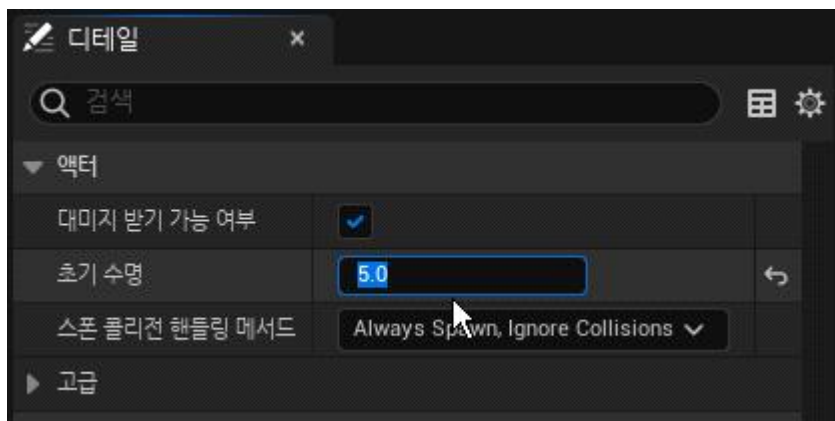 디테일
검색
액터
대미지 받기 가능 여부
초기 수명 5.0
스폰 콜리전 핸들링 메서드 Always Spawn, Ignore Collisions
고급